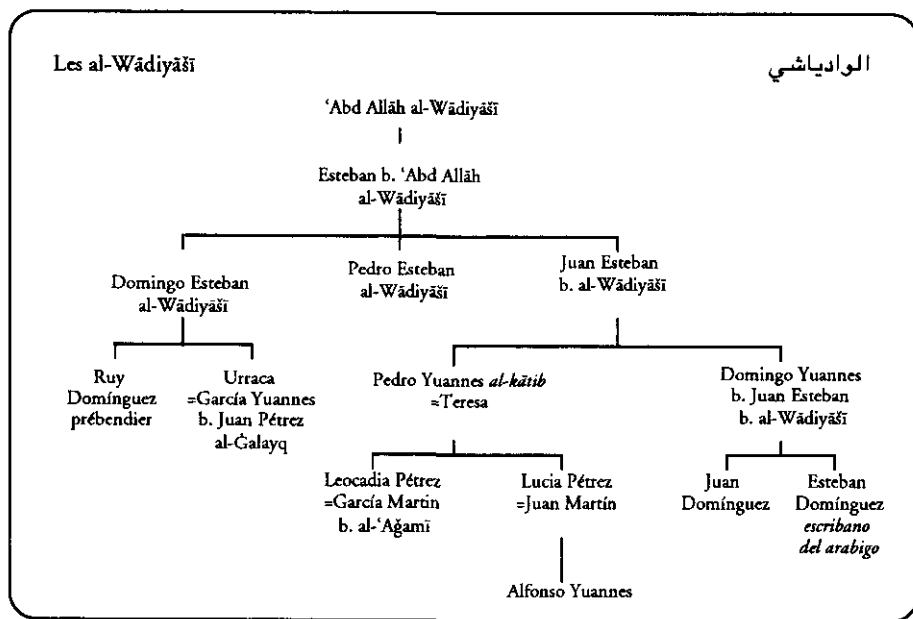 Les al-Wādiyāšī
الوادياشي
‘Abd Allāh al-Wādiyāšī
Esteban b. ‘Abd Allāh
al-Wādiyāšī
Domingo Esteban
al-Wādiyāšī
Pedro Esteban
al-Wādiyāšī
Juan Esteban
b. al-Wādiyāšī
Ruy
Domínguez
prébendier
Urraca
=García Yuannes
b. Juan Pétrez
al-Ġalayq
Pedro Yuannes al-kātib
=Teresa
Domingo Yuannes
b. Juan Esteban
b. al-Wādiyāšī
Leocadia Pétrez
=García Martin
b. al-‘Aǧamī
Lucia Pétrez
=Juan Martín
Juan
Domínguez
Esteban
Domínguez
escribano
del arabigo
Alfonso Yuannes